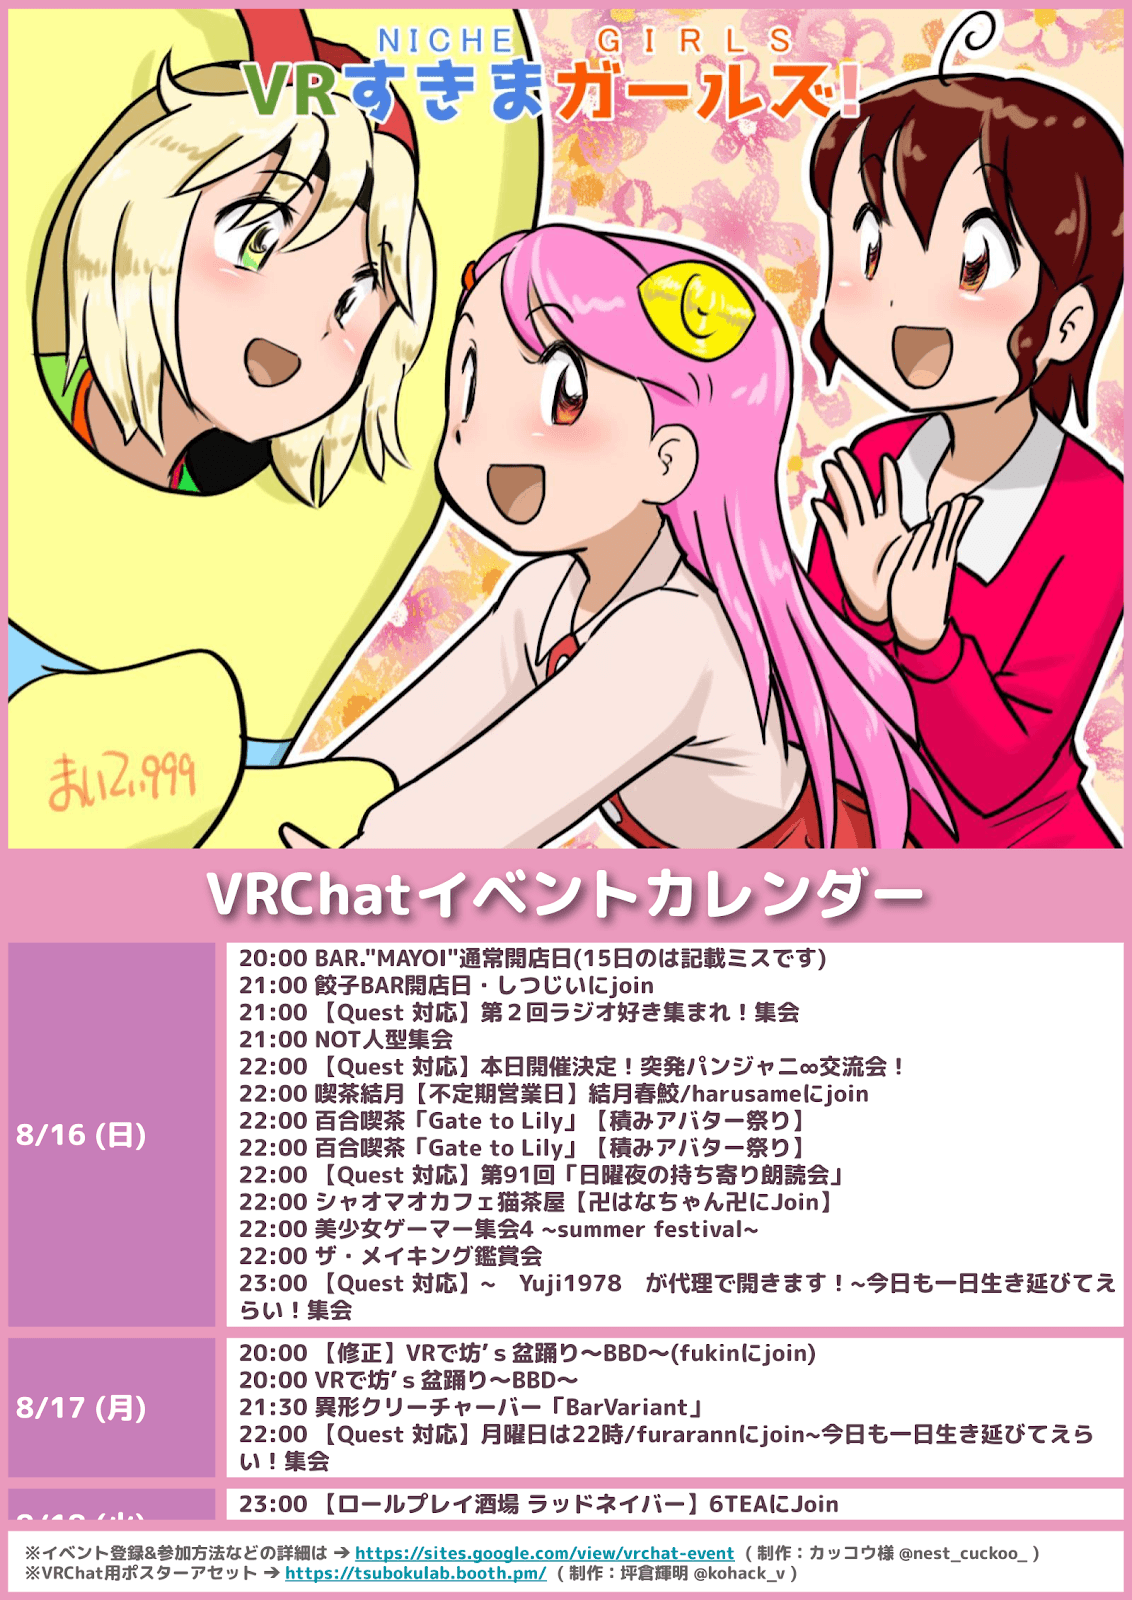 NICHE GIRLS
VRすきまガールズ!
まいてい999
VRChatイベントカレンダー
8/16 (日)
20:00 BAR."MAYOI"通常開店日(15日のは記載ミスです)
21:00 餃子BAR開店日・しつじいにjoin
21:00 【Quest 対応】第２回ラジオ好き集まれ！集会
21:00 NOT人型集会
22:00 【Quest 対応】本日開催決定！突発パンジャニ∞交流会！
22:00 喫茶結月【不定期営業日】結月春鮫/harusameにjoin
22:00 百合喫茶「Gate to Lily」【積みアバター祭り】
22:00 百合喫茶「Gate to Lily」【積みアバター祭り】
22:00 【Quest 対応】第91回「日曜夜の持ち寄り朗読会」
22:00 シャオマオカフェ猫茶屋【卍はなちゃん卍にJoin】
22:00 美少女ゲーマー集会4 ~summer festival~
22:00 ザ・メイキング鑑賞会
23:00 【Quest 対応】~　Yuji1978　が代理で開きます！~今日も一日生き延びてえ
らい！集会
8/17 (月)
20:00 【修正】VRで坊’ｓ盆踊り〜BBD〜(fukinにjoin)
20:00 VRで坊’ｓ盆踊り〜BBD〜
21:30 異形クリーチャーバー「BarVariant」
22:00 【Quest 対応】月曜日は22時/furarannにjoin~今日も一日生き延びてえら
い！集会
8/18 (火)
23:00 【ロールプレイ酒場 ラッドネイバー】6TEAにJoin
※イベント登録&参加方法などの詳細は → https://sites.google.com/view/vrchat-event （ 制作：カッコウ様 @nest_cuckoo_ ）
※VRChat用ポスターアセット → https://tsubokulab.booth.pm/ （ 制作：坪倉輝明 @kohack_v ）